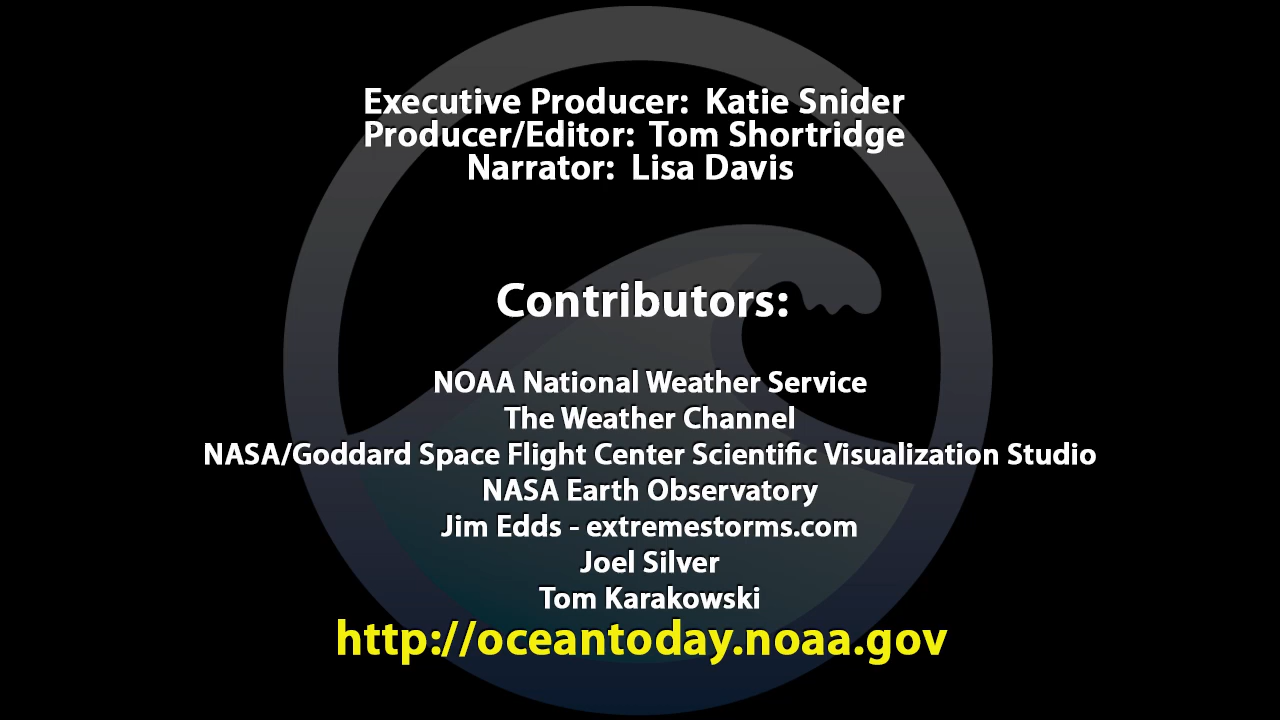 Executive Producer: Katie Snider
Producer/Editor: Tom Shortridge
Narrator: Lisa Davis
Contributors:
NOAA National Weather Service
The Weather Channel
NASA/Goddard Space Flight Center Scientific Visualization Studio
NASA Earth Observatory
Jim Edds - extremestorms.com
Joel Silver
Tom Karakowski
http://oceantoday.noaa.gov